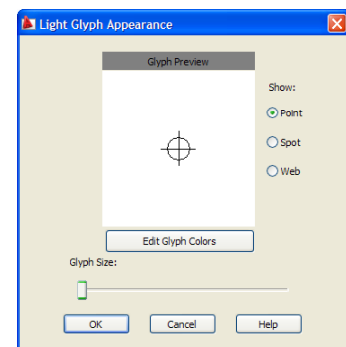 Light Glyph Appearance
Glyph Preview
Show:
Point
Spot
Web
Edit Glyph Colors
Glyph Size:
OK Cancel Help